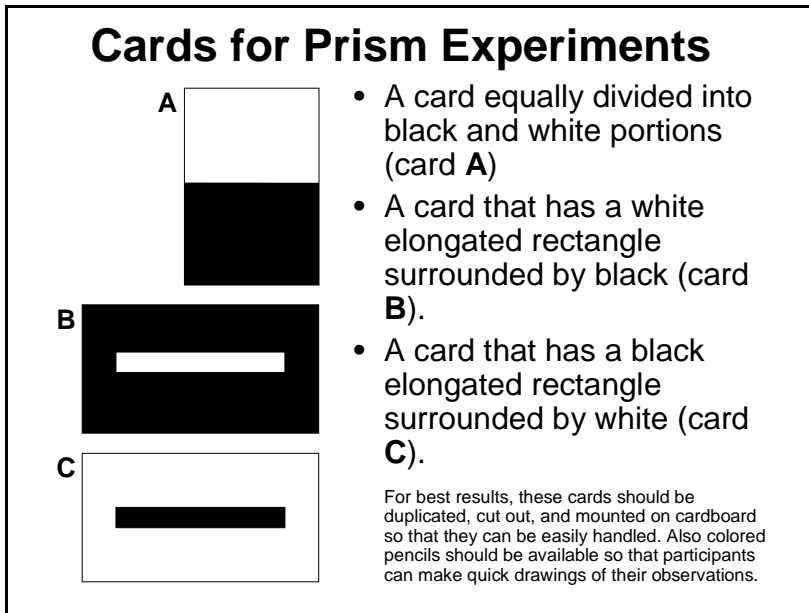 Cards for Prism Experiments
A
• A card equally divided into
black and white portions
(card A)
• A card that has a white
elongated rectangle
surrounded by black (card
B).
B
• A card that has a black
elongated rectangle
surrounded by white (card
C).
C
For best results, these cards should be
duplicated, cut out, and mounted on cardboard
so that they can be easily handled. Also colored
pencils should be available so that participants
can make quick drawings of their observations.